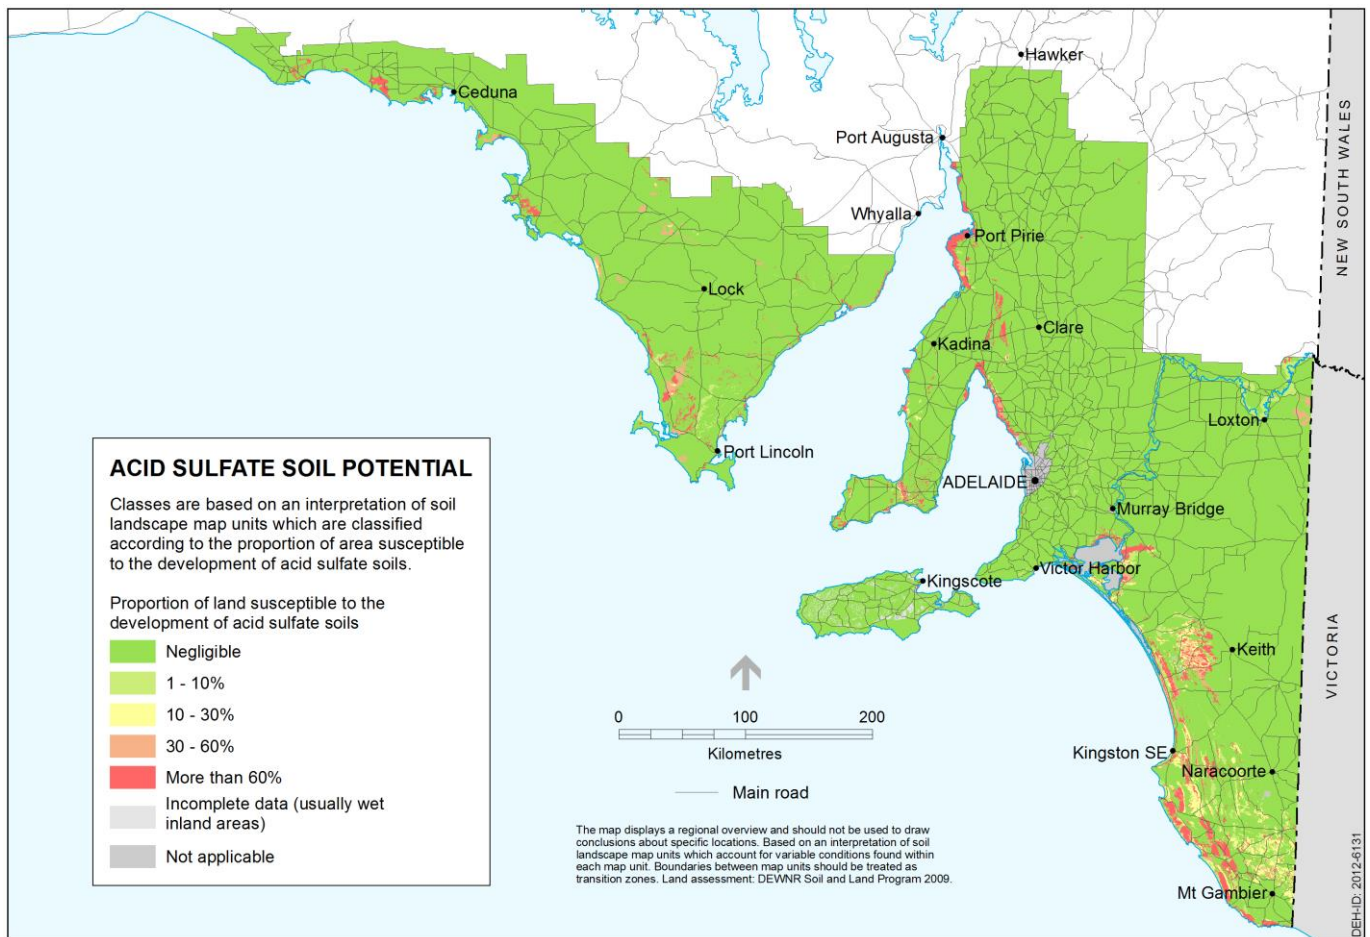 Hawker
Ceduna
Port Augusta
Whyalla
Port Pirie
Lock
Clare
Kadina
Loxton
Port Lincoln
ADELAIDE
Murray Bridge
Victor Harbor
Kingscote
Keith
Kingston SE
Naracoorte
Mt Gambier
NEW SOUTH WALES
VICTORIA
ACID SULFATE SOIL POTENTIAL
Classes are based on an interpretation of soil
landscape map units which are classified
according to the proportion of area susceptible
to the development of acid sulfate soils.
Proportion of land susceptible to the
development of acid sulfate soils
Negligible
1 - 10%
10 - 30%
30 - 60%
More than 60%
Incomplete data (usually wet
inland areas)
Not applicable
0 100 200
Kilometres
Main road
The map displays a regional overview and should not be used to draw
conclusions about specific locations. Based on an interpretation of soil
landscape map units which account for variable conditions found within
each map unit. Boundaries between map units should be treated as
transition zones. Land assessment: DEWNR Soil and Land Program 2009.
DEH-ID: 2012-6131